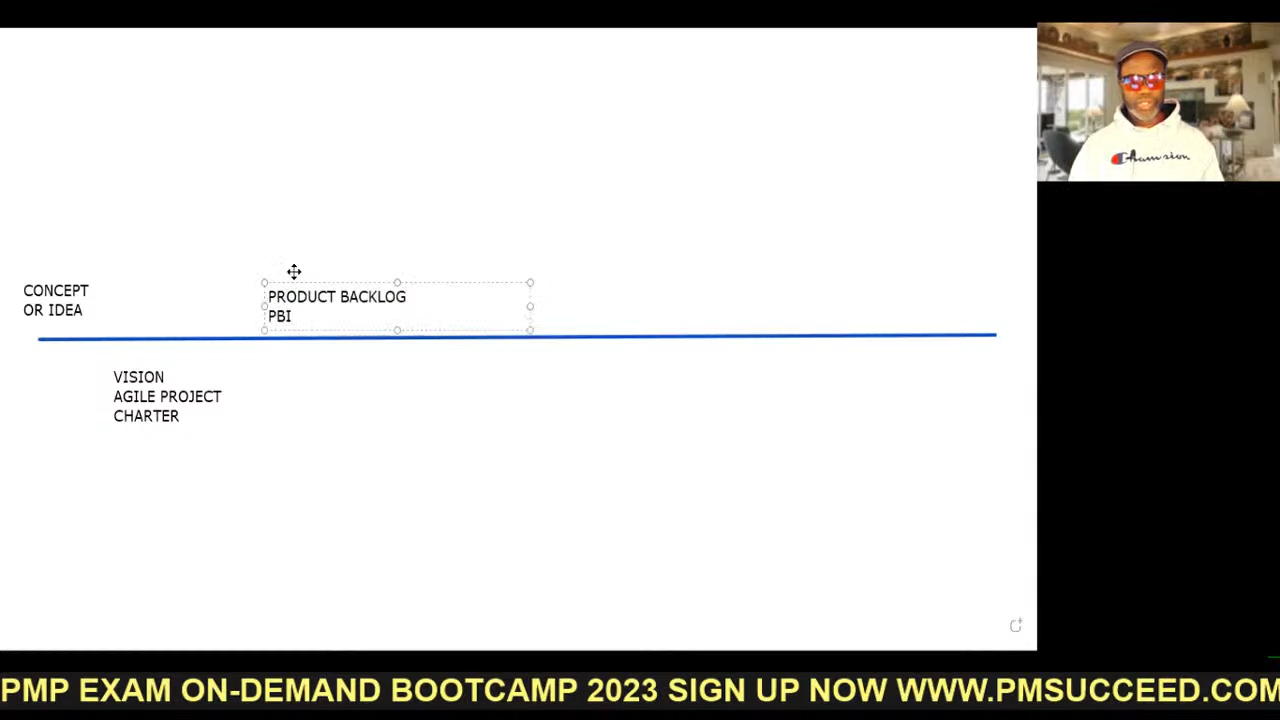 Champion
CONCEPT
OR IDEA
PRODUCT BACKLOG
PBI
VISION
AGILE PROJECT
CHARTER
PMP EXAM ON-DEMAND BOOTCAMP 2023 SIGN UP NOW WWW.PMSUCCEED.COM